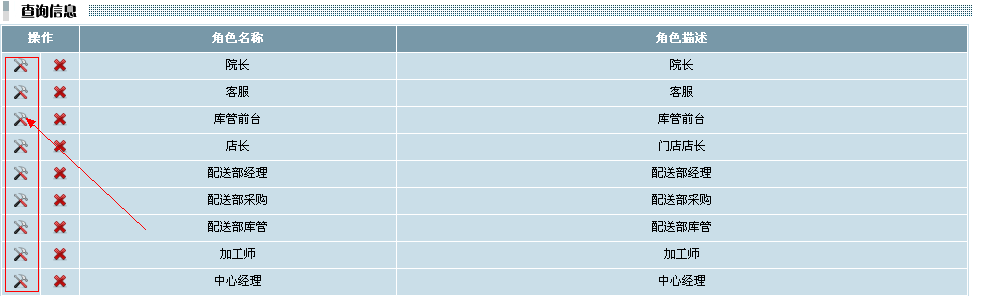 查询信息
操作 角色名称 角色描述
院长 院长
客服 客服
库管前台 库管前台
店长 门店店长
配送部经理 配送部经理
配送部采购 配送部采购
配送部库管 配送部库管
加工师 加工师
中心经理 中心经理